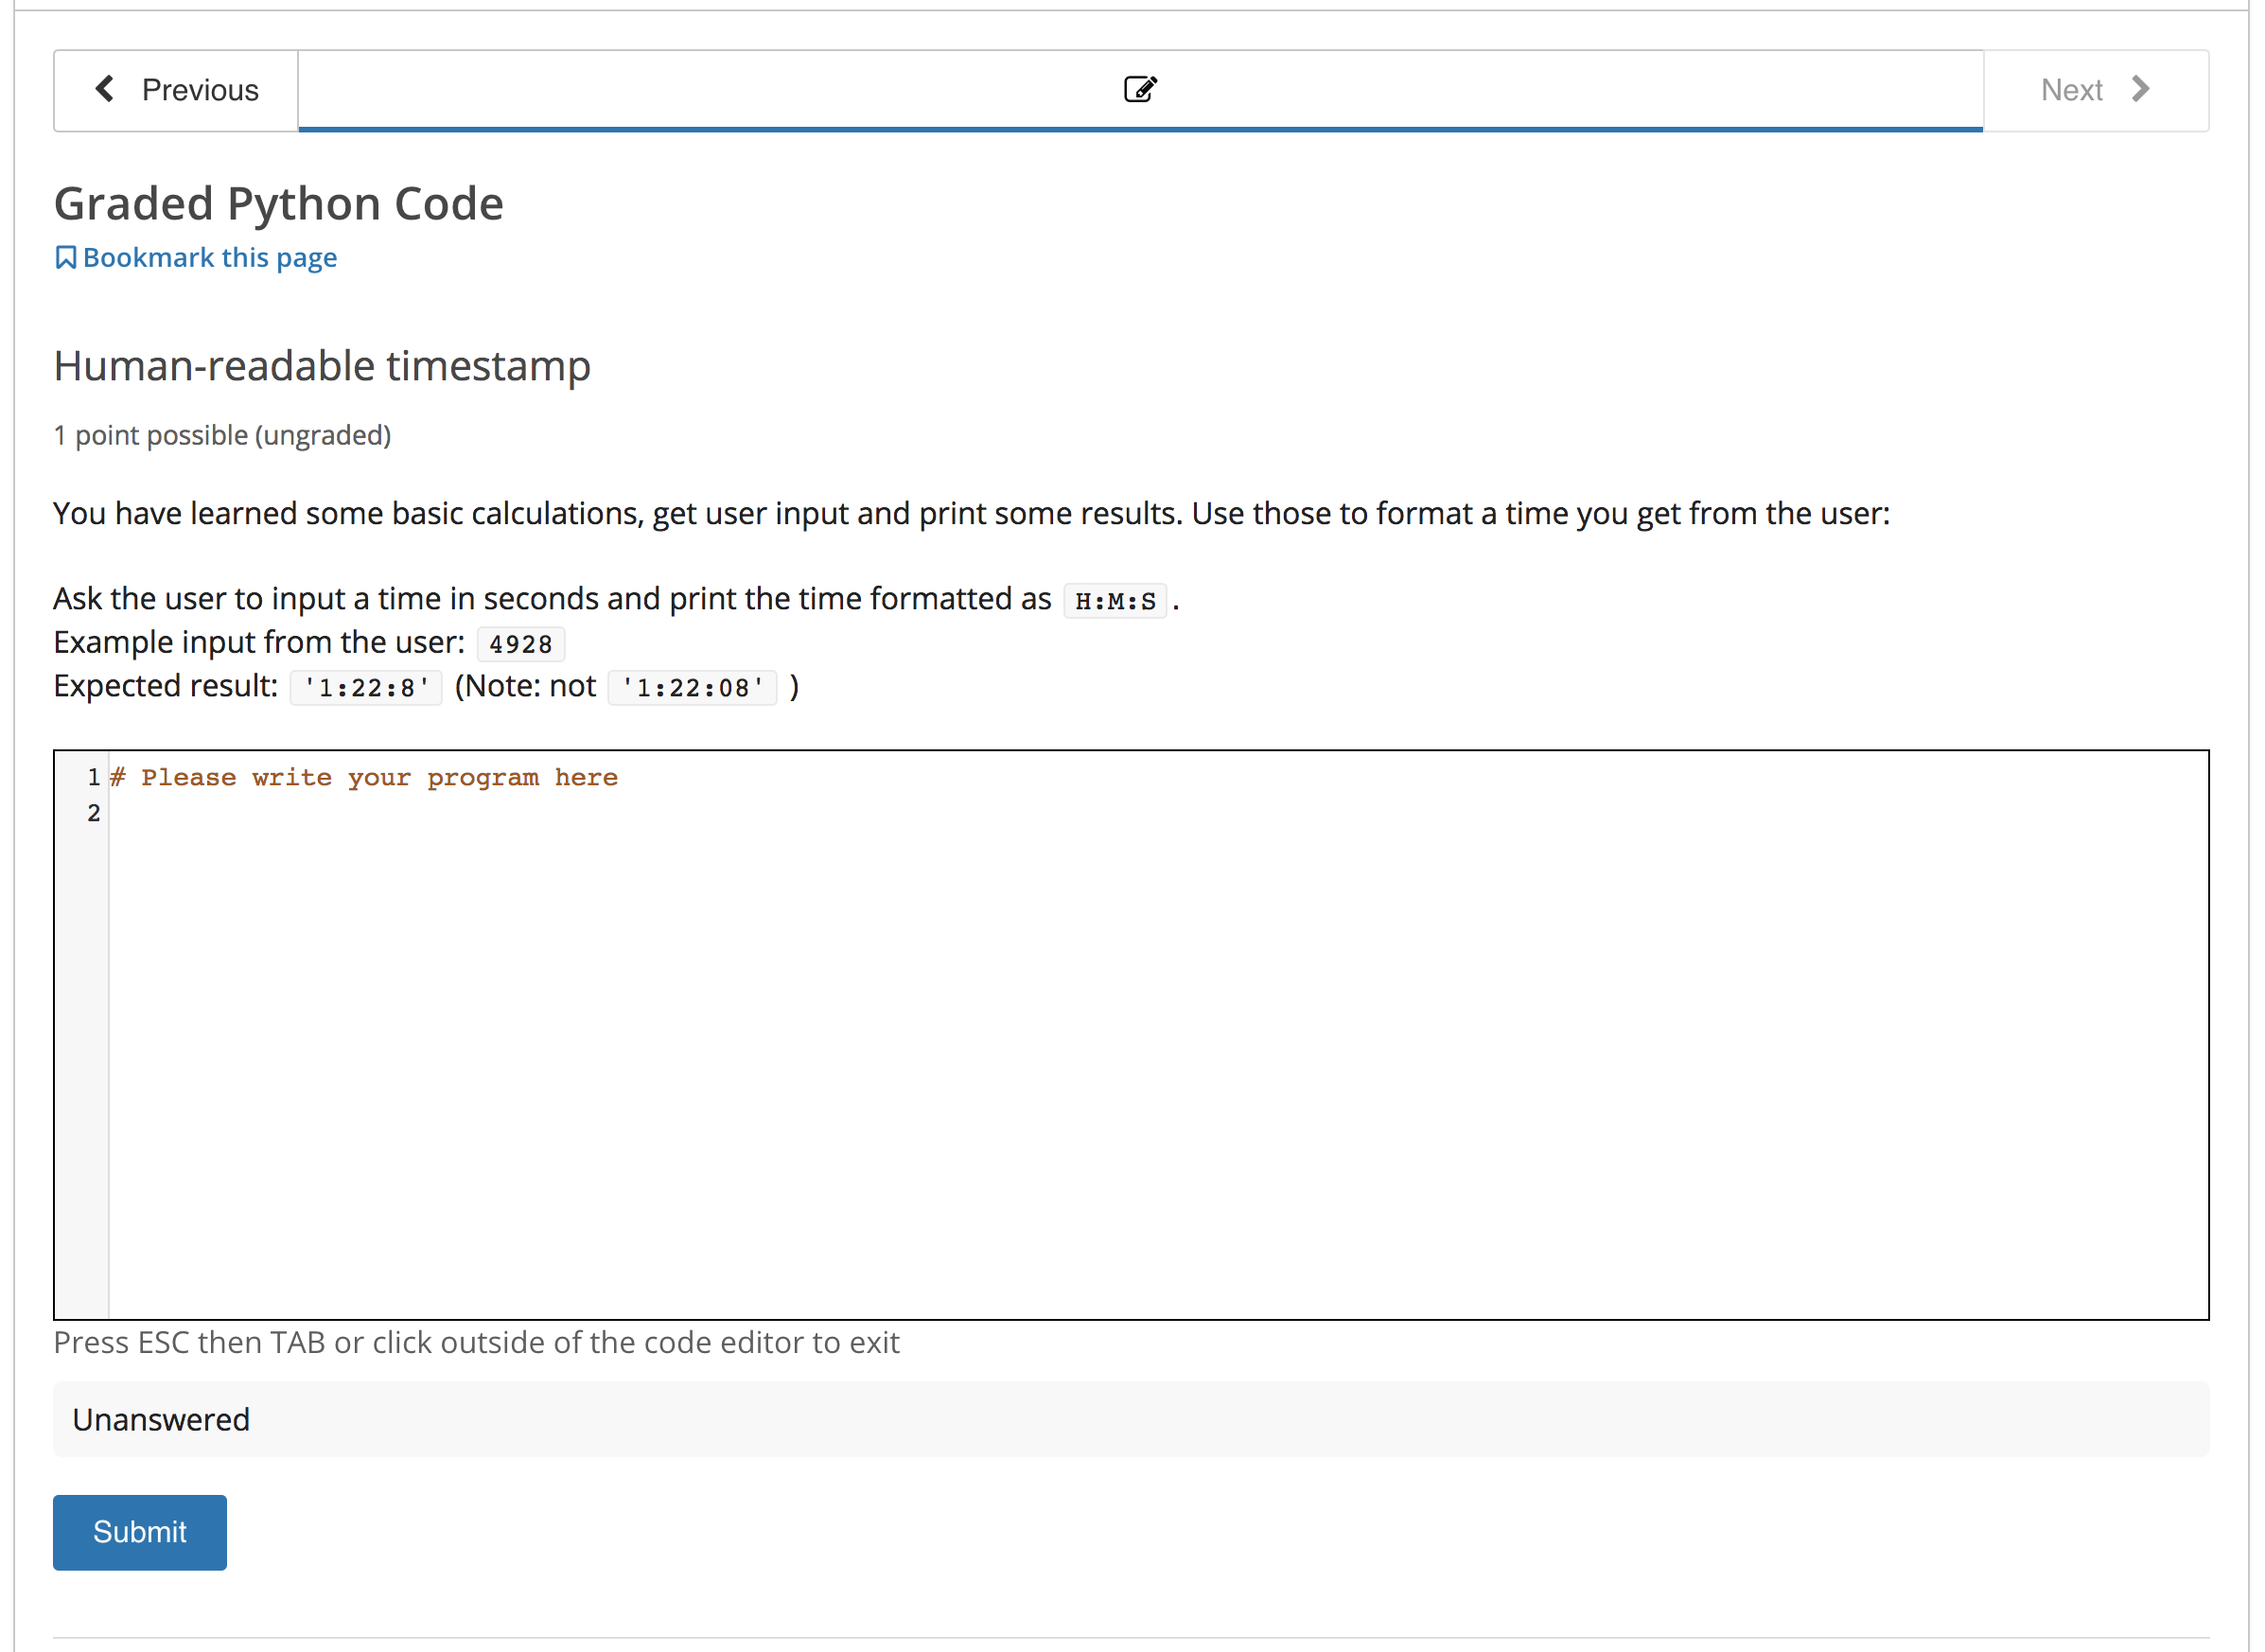 Previous
Next
Graded Python Code
Bookmark this page
Human-readable timestamp
1 point possible (ungraded)
You have learned some basic calculations, get user input and print some results. Use those to format a time you get from the user:
Ask the user to input a time in seconds and print the time formatted as H:M:S .
Example input from the user: 4928
Expected result: '1:22:8' (Note: not '1:22:08' )
1 # Please write your program here
2
Press ESC then TAB or click outside of the code editor to exit
Unanswered
Submit